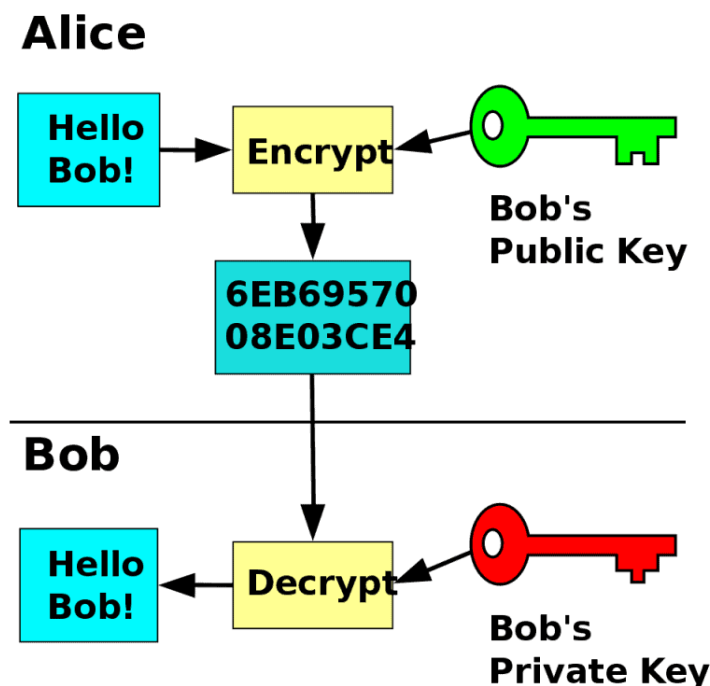 Alice
Hello
Bob!
Encrypt
Bob's
Public Key
6EB69570
08E03CE4
Bob
Hello
Bob!
Decrypt
Bob's
Private Key